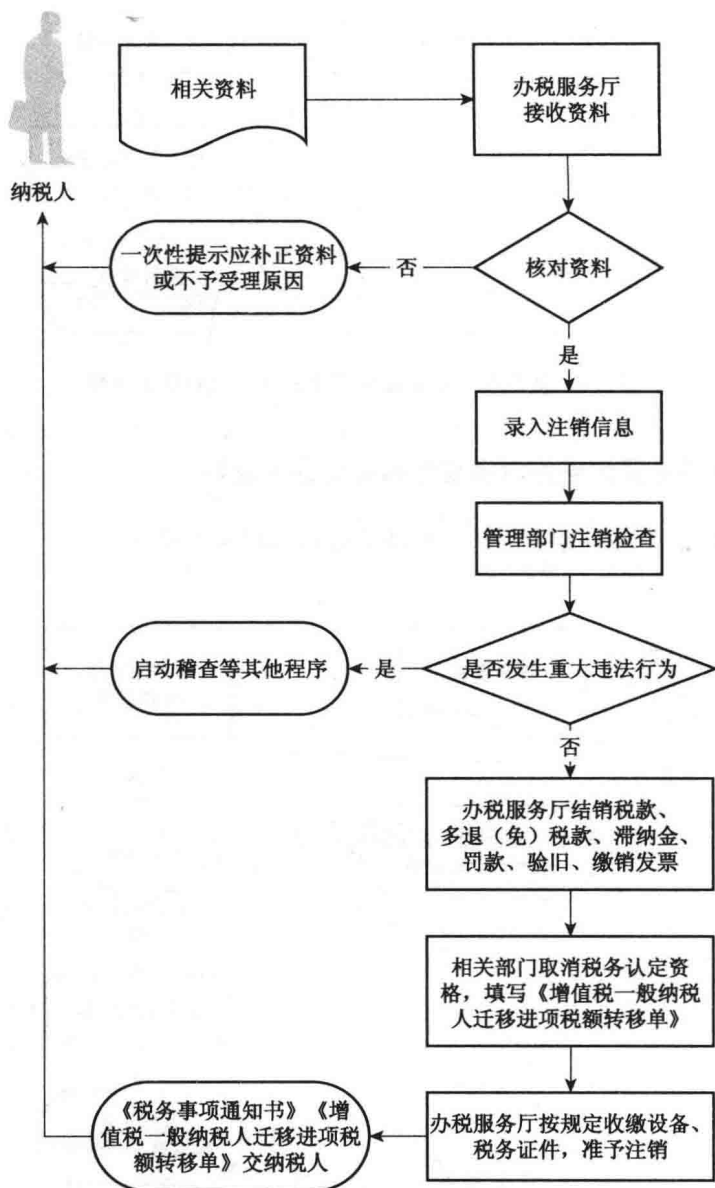 相关资料
办税服务厅
接收资料
纳税人
一次性提示应补正资料
或不予受理原因
否
核对资料
是
录入注销信息
管理部门注销检查
启动稽查等其他程序
是
是否发生重大违法行为
否
办税服务厅结销税款、
多退（免）税款、滞纳金、
罚款、验旧、缴销发票
相关部门取消税务认定资
格，填写《增值税一般纳税
人迁移进项税额转移单》
《税务事项通知书》《增
值税一般纳税人迁移进项税
额转移单》交纳税人
办税服务厅按规定收缴设备、
税务证件，准予注销